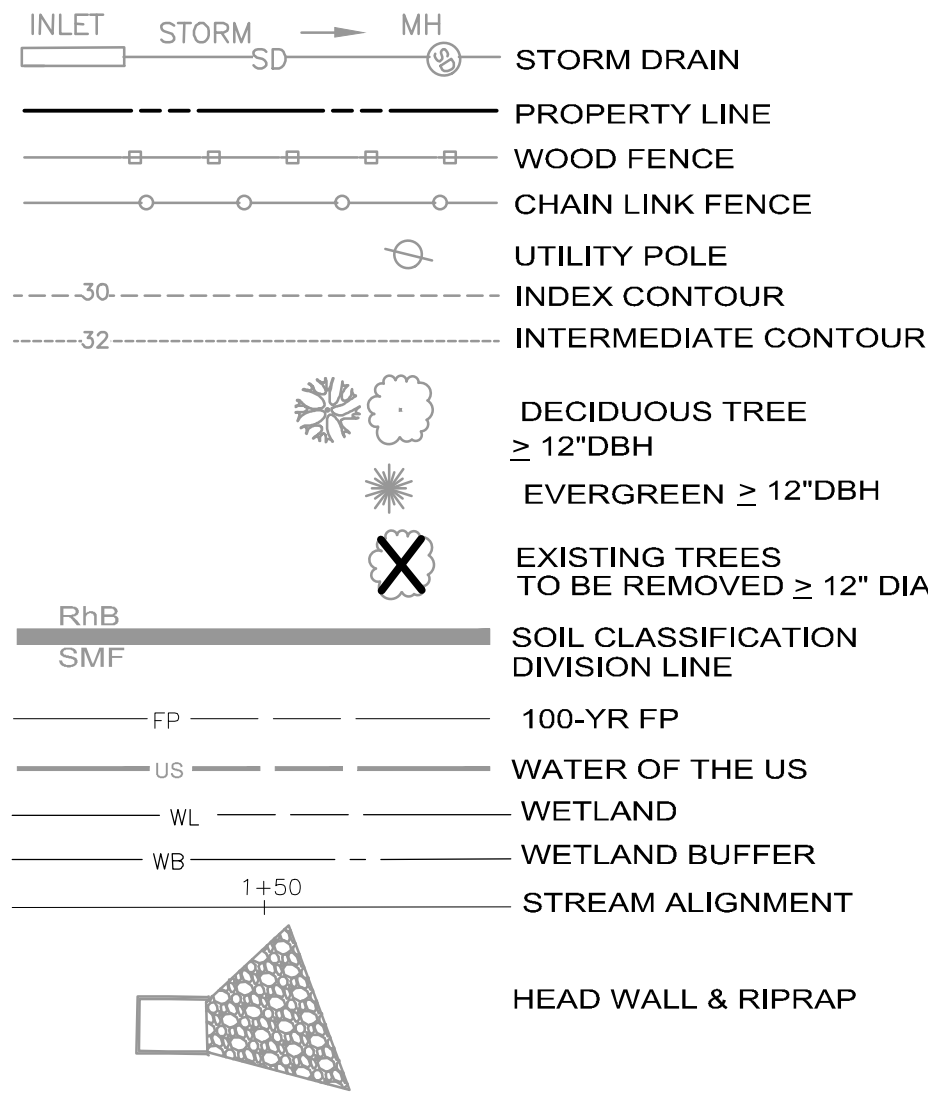 INLET STORM MH
SD SD STORM DRAIN
PROPERTY LINE
WOOD FENCE
CHAIN LINK FENCE
UTILITY POLE
30 INDEX CONTOUR
32 INTERMEDIATE CONTOUR
DECIDUOUS TREE
≥ 12"DBH
EVERGREEN ≥ 12"DBH
EXISTING TREES
TO BE REMOVED ≥ 12" DIA
RhB
SMF
SOIL CLASSIFICATION
DIVISION LINE
FP 100-YR FP
US WATER OF THE US
WL WETLAND
WB WETLAND BUFFER
1+50
STREAM ALIGNMENT
HEAD WALL & RIPRAP